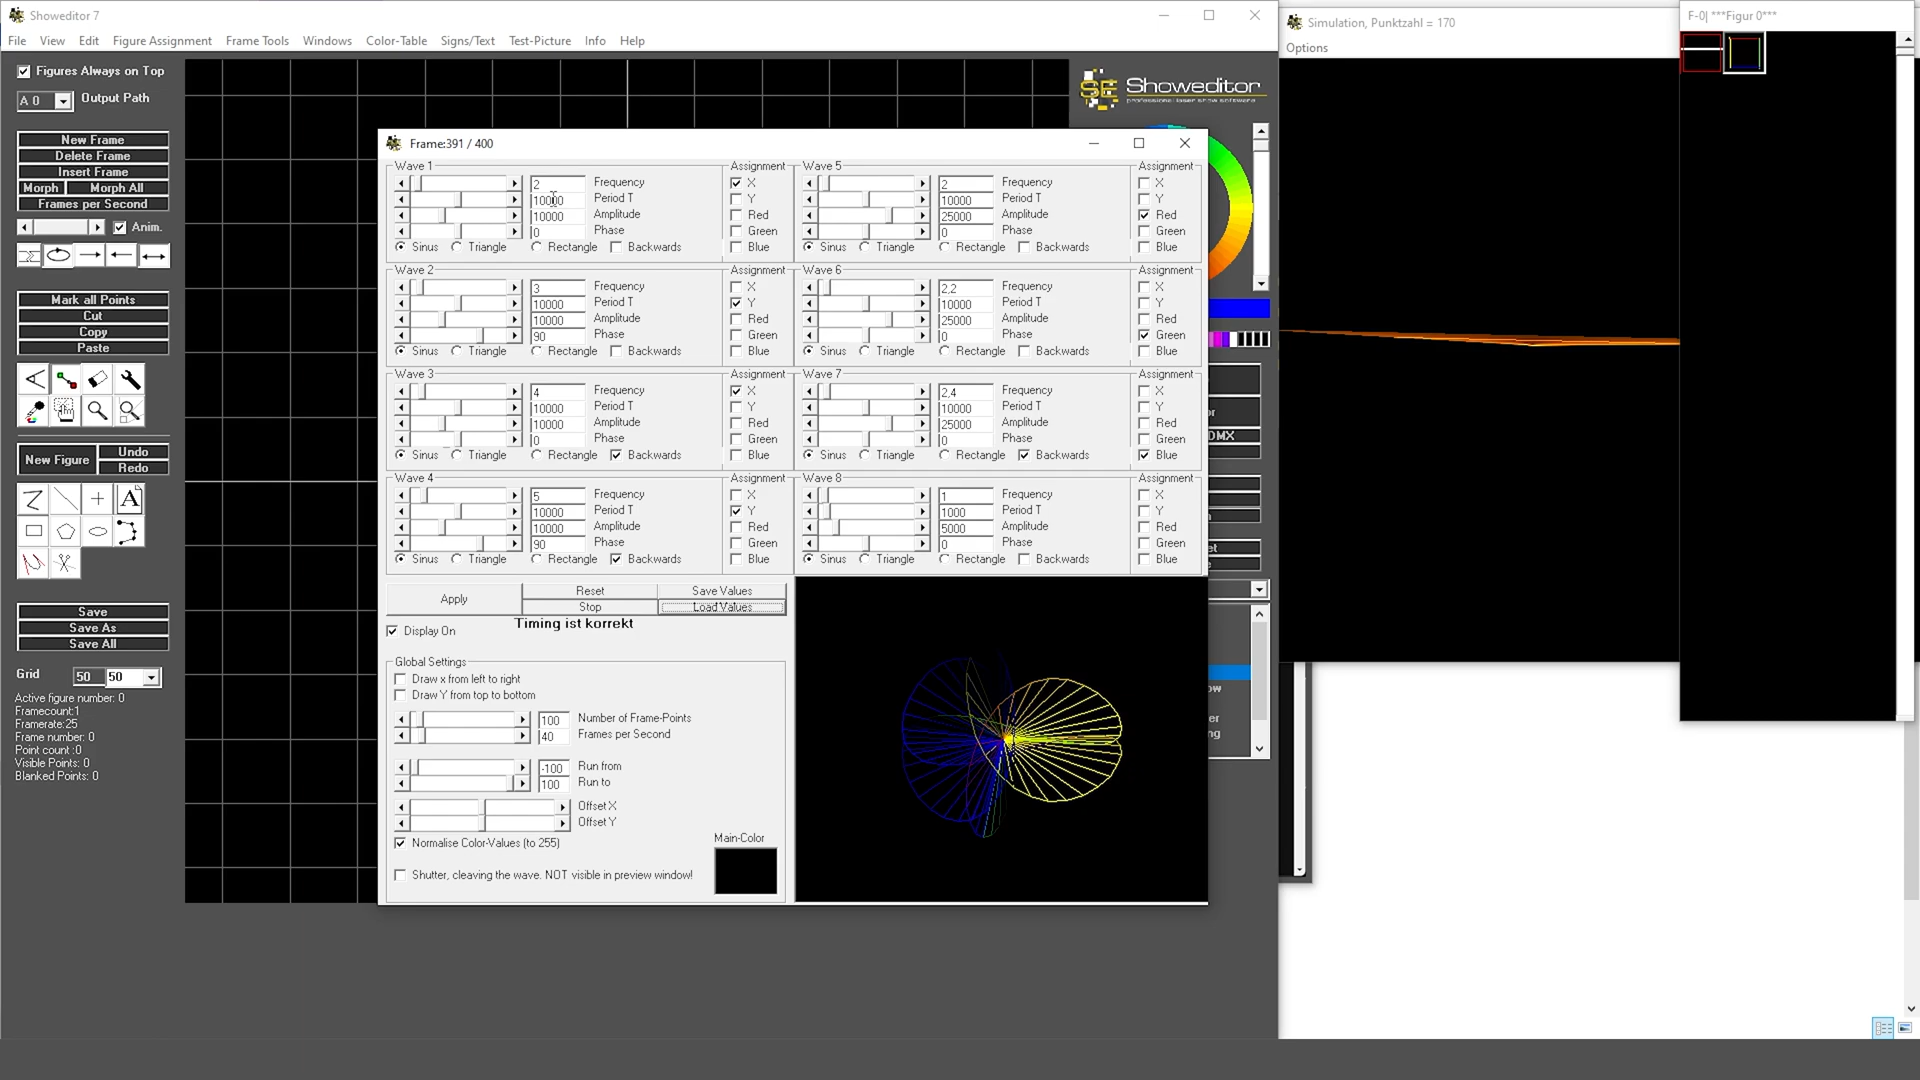 Showeditor 7
File View Edit Figure Assignment Frame Tools Windows Color-Table Signs/Text Test-Picture Info Help
Figures Always on Top
A 0 Output Path
New Frame
Delete Frame
Insert Frame
Morph Morph All
Frames per Second
Anim.
Mark all Points
Cut
Copy
Paste
New Figure Undo
Redo
A
Save
Save As
Save All
Grid 50 50
Active figure number: 0
Framecount:1
Framerate:25
Frame number: 0
Point count :0
Visible Points: 0
Blanked Points: 0
SE Showeditor
professional laser show software
Frame:391 / 400
Wave 1 Assignment
2 Frequency X
10000 Period T Y
10000 Amplitude Red
0 Phase Green
Sinus Triangle Rectangle Backwards Blue
Wave 2 Assignment
3 Frequency X
10000 Period T Y
10000 Amplitude Red
90 Phase Green
Sinus Triangle Rectangle Backwards Blue
Wave 3 Assignment
4 Frequency X
10000 Period T Y
10000 Amplitude Red
0 Phase Green
Sinus Triangle Rectangle Backwards Blue
Wave 4 Assignment
5 Frequency X
10000 Period T Y
10000 Amplitude Red
90 Phase Green
Sinus Triangle Rectangle Backwards Blue
Wave 5 Assignment
2 Frequency X
10000 Period T Y
25000 Amplitude Red
0 Phase Green
Sinus Triangle Rectangle Backwards Blue
Wave 6 Assignment
2,2 Frequency X
10000 Period T Y
25000 Amplitude Red
0 Phase Green
Sinus Triangle Rectangle Backwards Blue
Wave 7 Assignment
2,4 Frequency X
10000 Period T Y
25000 Amplitude Red
0 Phase Green
Sinus Triangle Rectangle Backwards Blue
Wave 8 Assignment
1 Frequency X
1000 Period T Y
5000 Amplitude Red
0 Phase Green
Sinus Triangle Rectangle Backwards Blue
Apply Reset Save Values
Stop Load Values
Timing ist korrekt
Display On
Global Settings
Draw x from left to right
Draw Y from top to bottom
100 Number of Frame-Points
40 Frames per Second
-100 Run from
100 Run to
Offset X
Offset Y
Normalise Color-Values (to 255)
Main-Color
Shutter, cleaving the wave. NOT visible in preview window!
DMX
Simulation, Punktzahl = 170
Options
F-0| ***Figur 0***